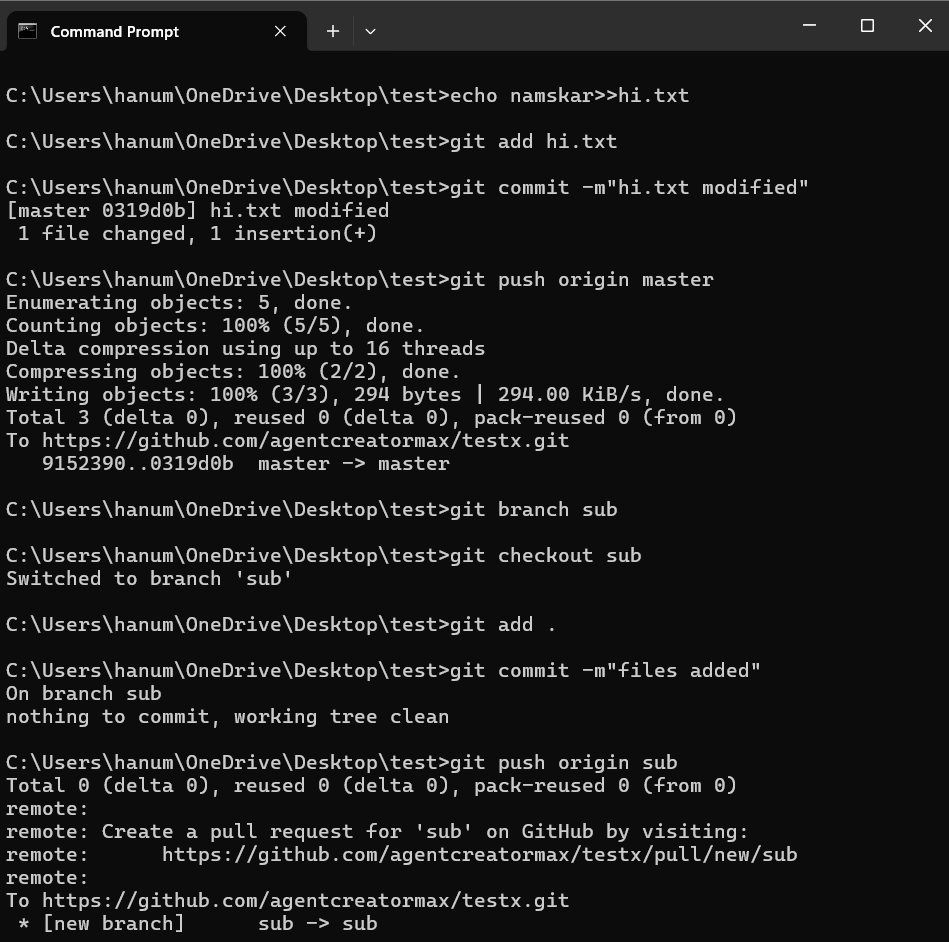 Command Prompt
C:\Users\hanum\OneDrive\Desktop\test>echo namskar>>hi.txt
C:\Users\hanum\OneDrive\Desktop\test>git add hi.txt
C:\Users\hanum\OneDrive\Desktop\test>git commit -m"hi.txt modified"
[master 0319d0b] hi.txt modified
 1 file changed, 1 insertion(+)
C:\Users\hanum\OneDrive\Desktop\test>git push origin master
Enumerating objects: 5, done.
Counting objects: 100% (5/5), done.
Delta compression using up to 16 threads
Compressing objects: 100% (2/2), done.
Writing objects: 100% (3/3), 294 bytes | 294.00 KiB/s, done.
Total 3 (delta 0), reused 0 (delta 0), pack-reused 0 (from 0)
To https://github.com/agentcreatormax/testx.git
   9152390..0319d0b  master -> master
C:\Users\hanum\OneDrive\Desktop\test>git branch sub
C:\Users\hanum\OneDrive\Desktop\test>git checkout sub
Switched to branch 'sub'
C:\Users\hanum\OneDrive\Desktop\test>git add .
C:\Users\hanum\OneDrive\Desktop\test>git commit -m"files added"
On branch sub
nothing to commit, working tree clean
C:\Users\hanum\OneDrive\Desktop\test>git push origin sub
Total 0 (delta 0), reused 0 (delta 0), pack-reused 0 (from 0)
remote:
remote: Create a pull request for 'sub' on GitHub by visiting:
remote:      https://github.com/agentcreatormax/testx/pull/new/sub
remote:
To https://github.com/agentcreatormax/testx.git
 * [new branch]      sub -> sub